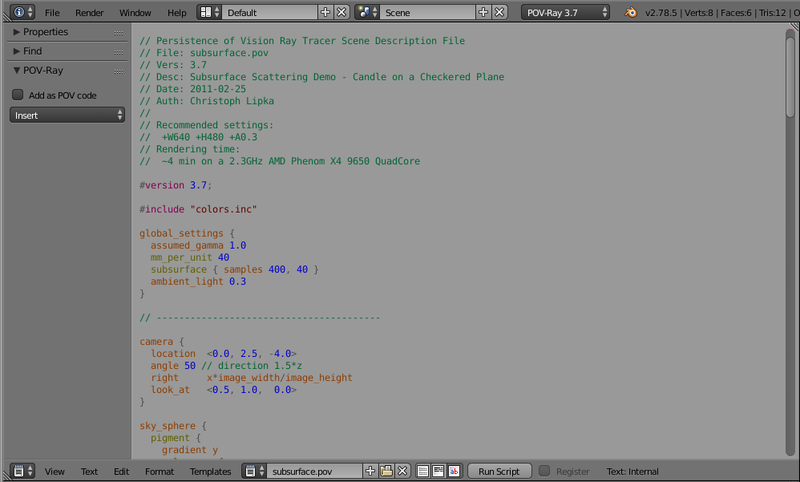 File Render Window Help Default Scene POV-Ray 3.7 v2.78.5 | Verts:8 | Faces:6 | Tris:12 | O
Properties
Find
POV-Ray
Add as POV code
Insert
// Persistence of Vision Ray Tracer Scene Description File
// File: subsurface.pov
// Vers: 3.7
// Desc: Subsurface Scattering Demo - Candle on a Checkered Plane
// Date: 2011-02-25
// Auth: Christoph Lipka
//
// Recommended settings:
//  +W640 +H480 +A0.3
// Rendering time:
//  ~4 min on a 2.3GHz AMD Phenom X4 9650 QuadCore
#version 3.7;
#include "colors.inc"
global_settings {
  assumed_gamma 1.0
  mm_per_unit 40
  subsurface { samples 400, 40 }
  ambient_light 0.3
}
// ----------------------------------------
camera {
  location  <0.0, 2.5, -4.0>
  angle 50 // direction 1.5*z
  right     x*image_width/image_height
  look_at   <0.5, 1.0,  0.0>
}
sky_sphere {
  pigment {
    gradient y
View Text Edit Format Templates subsurface.pov Run Script Register Text: Internal